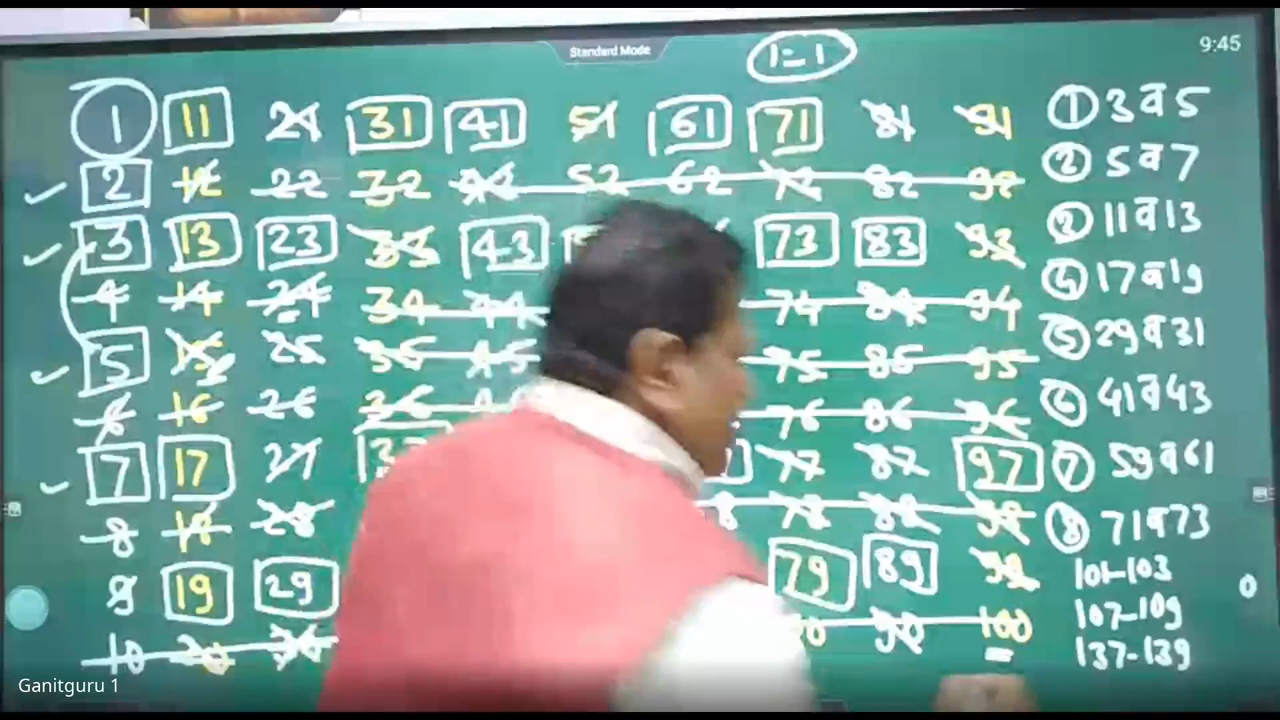 Standard Mode
1=1
9:45
1 11 21 31 41 51 61 71 81 91
① 3 व 5
2 12 22 32 42 52 62 72 82 92
② 5 व 7
3 13 23 33 43 73 83 93
② 11 व 13
4 14 24 34 44 74 84 94
④ 17 व 19
5 15 25 35 45 75 85 95
⑤ 29 व 31
6 16 26 36 76 86 96
⑥ 41 व 43
7 17 27 77 87 97
⑦ 59 व 61
8 18 28 78 88 98
⑧ 71 व 73
9 19 29 79 89 99
101-103
0
107-109
10 20 30 90 100
137-139
Ganitguru 1